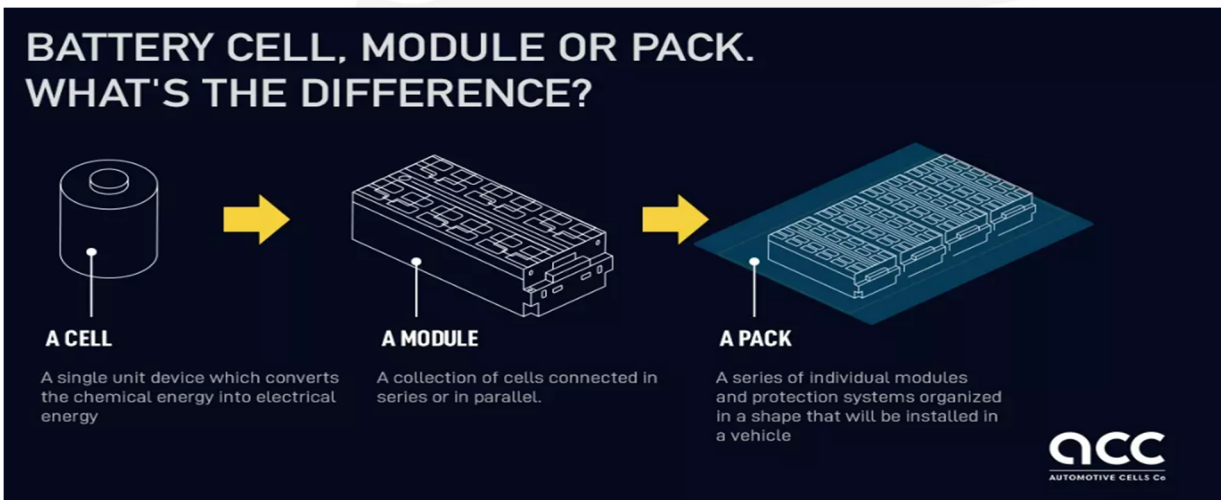 BATTERY CELL, MODULE OR PACK.
WHAT'S THE DIFFERENCE?
A CELL
A single unit device which converts
the chemical energy into electrical
energy
A MODULE
A collection of cells connected in
series or in parallel.
A PACK
A series of individual modules
and protection systems organized
in a shape that will be installed in
a vehicle
acc
AUTOMOTIVE CELLS Co